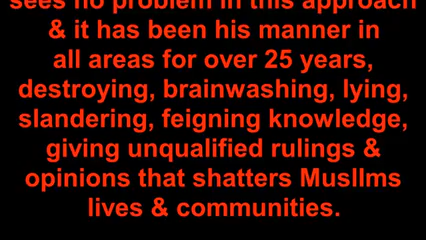 sees no problem in this approach
& it has been his manner in
all areas for over 25 years,
destroying, brainwashing, lying,
slandering, feigning knowledge,
giving unqualified rulings &
opinions that shatters MuslIms
lives & communities.